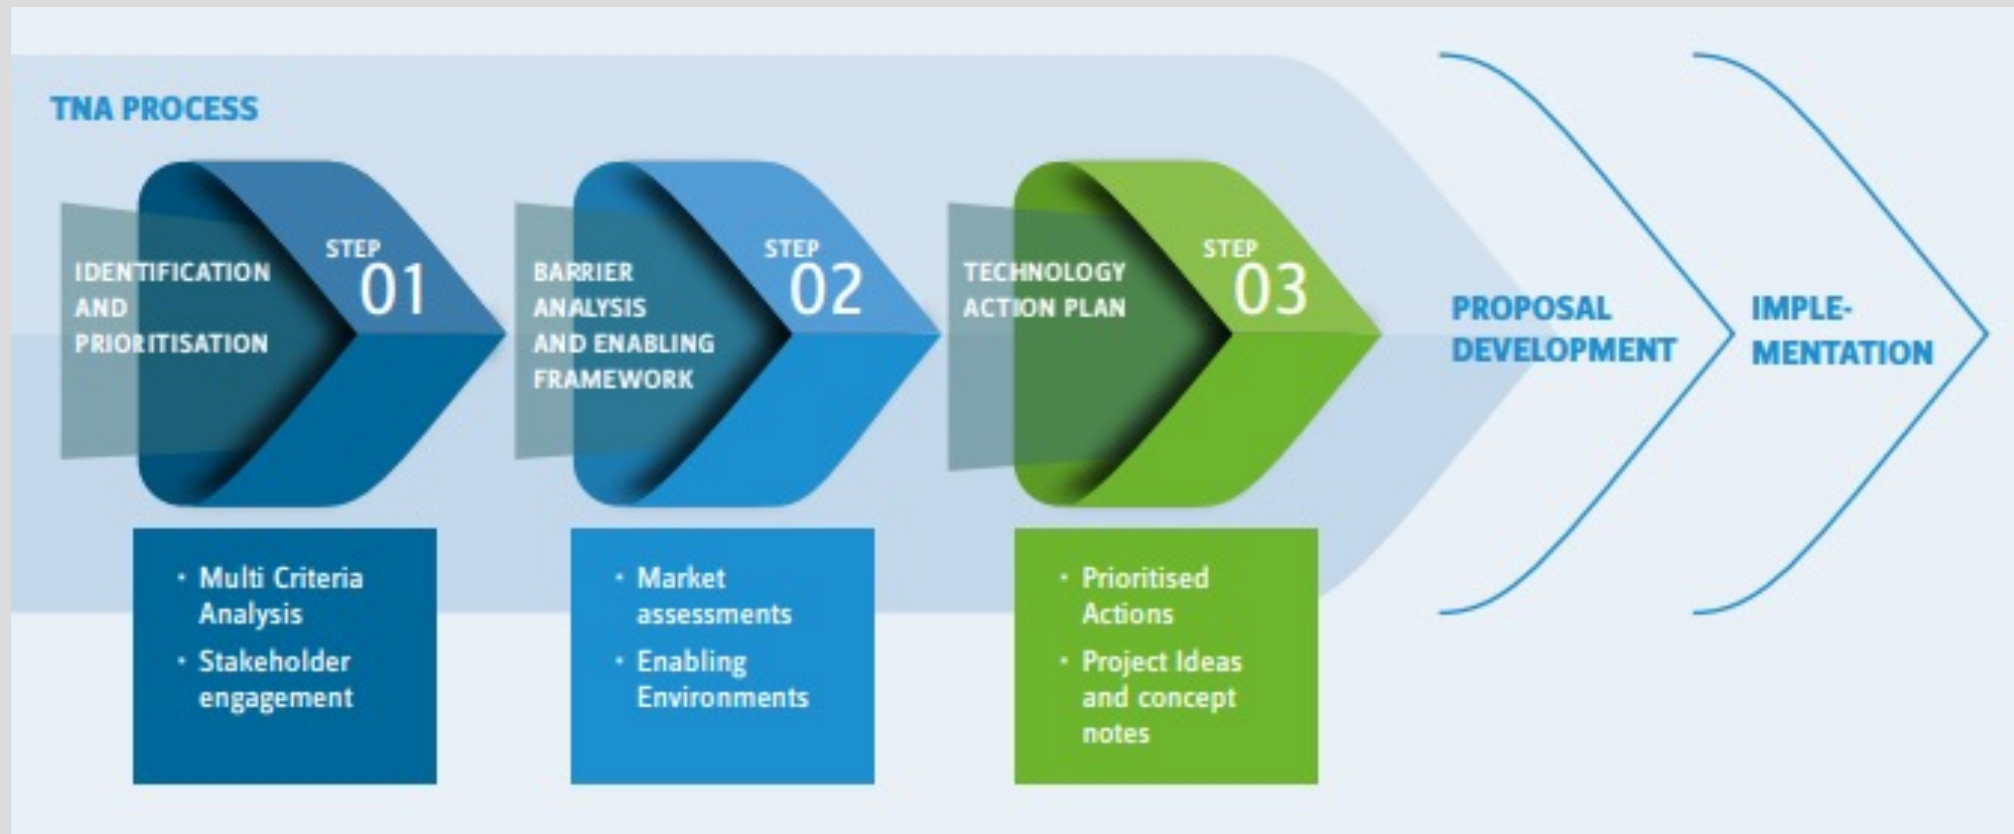 TNA PROCESS
IDENTIFICATION
AND
PRIORITISATION
STEP
01
BARRIER
ANALYSIS
AND ENABLING
FRAMEWORK
STEP
02
TECHNOLOGY
ACTION PLAN
STEP
03
PROPOSAL
DEVELOPMENT
IMPLE-
MENTATION
· Multi Criteria
Analysis
· Stakeholder
engagement
· Market
assessments
· Enabling
Environments
· Prioritised
Actions
· Project Ideas
and concept
notes